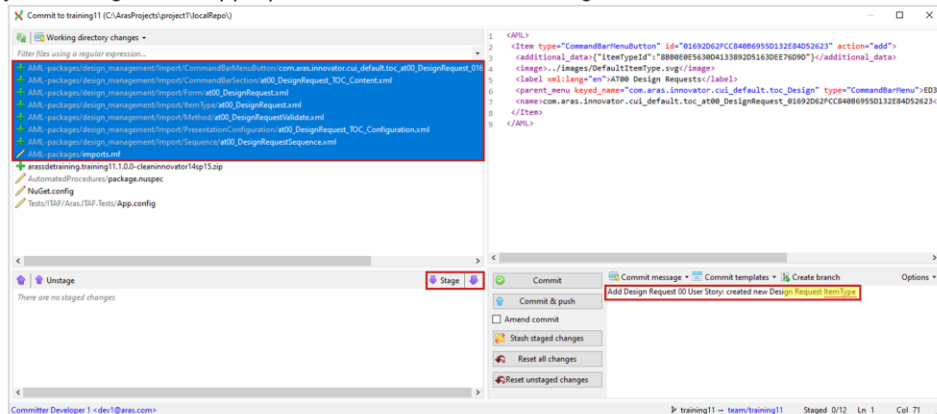 Commit to training11 (C:\ArasProjects\project1\localRepo\)
Working directory changes
Filter files using a regular expression...
AML-packages/design_management/Import/CommandBarMenuButton/com.aras.innovator.cui_default.toc_at00_DesignRequest_016
AML-packages/design_management/Import/CommandBarSection/at00_DesignRequest_TOC_Content.xml
AML-packages/design_management/Import/Form/at00_DesignRequest.xml
AML-packages/design_management/Import/ItemType/at00_DesignRequest.xml
AML-packages/design_management/Import/Method/at00_DesignRequestValidate.xml
AML-packages/design_management/Import/PresentationConfiguration/at00_DesignRequest_TOC_Configuration.xml
AML-packages/design_management/Import/Sequence/at00_DesignRequestSequence.xml
AML-packages/imports.mf
arassdetraining.training11.1.0.0-cleaninnovator14sp15.zip
AutomatedProcedures/package.nuspec
NuGet.config
Tests/ITAF/Aras.ITAF.Tests/App.config
1 <AML>
2 <Item type="CommandBarMenuButton" id="01692D62FCC840B6955D132E84D52623" action="add">
3 <additional_data>{"itemTypeId":"8BB0E0E5630D4133892D5163DEE76D9D"}</additional_data>
4 <image>../images/DefaultItemType.svg</image>
5 <label xml:lang="en">AT00 Design Requests</label>
6 <parent_menu keyed_name="com.aras.innovator.cui_default.toc_Design" type="CommandBarMenu">ED3
7 <name>com.aras.innovator.cui_default.toc_at00_DesignRequest_01692D62FCC840B6955D132E84D52623<
8 </Item>
9 </AML>
Unstage
Stage
There are no staged changes
Commit
Commit & push
Amend commit
Stash staged changes
Reset all changes
Reset unstaged changes
Commit message
Commit templates
Create branch
Options
Add Design Request 00 User Story: created new Design Request ItemType
Committer Developer 1 <dev1@aras.com>
training11 → team/training11
Staged 0/12
Ln 1
Col 71